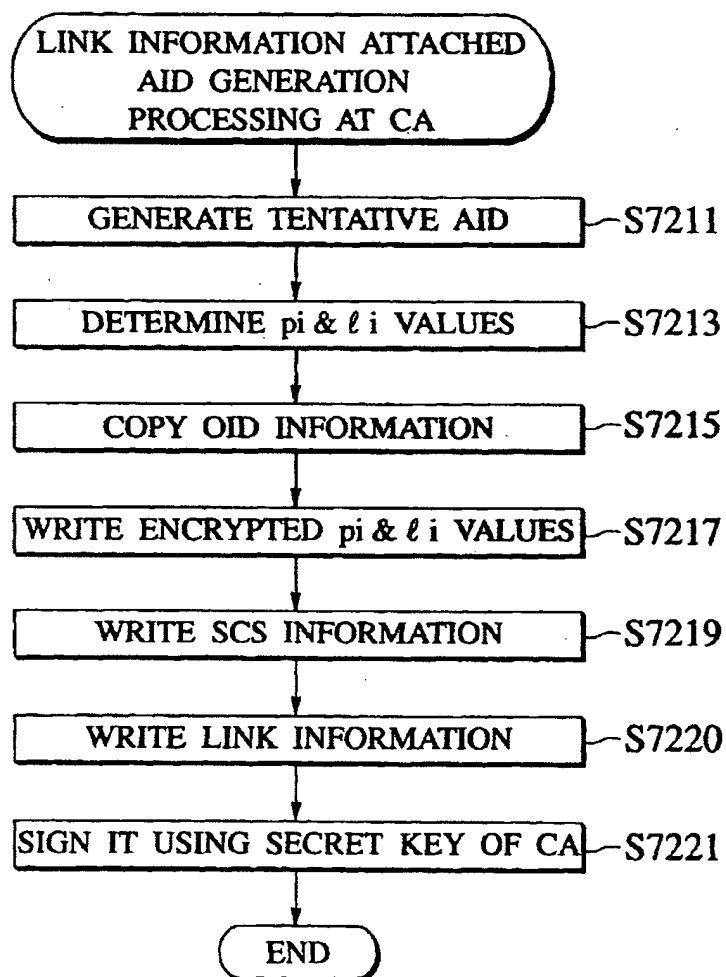 LINK INFORMATION ATTACHED
AID GENERATION
PROCESSING AT CA
GENERATE TENTATIVE AID S7211
DETERMINE pi & ℓ i VALUES S7213
COPY OID INFORMATION S7215
WRITE ENCRYPTED pi & ℓ i VALUES S7217
WRITE SCS INFORMATION S7219
WRITE LINK INFORMATION S7220
SIGN IT USING SECRET KEY OF CA S7221
END